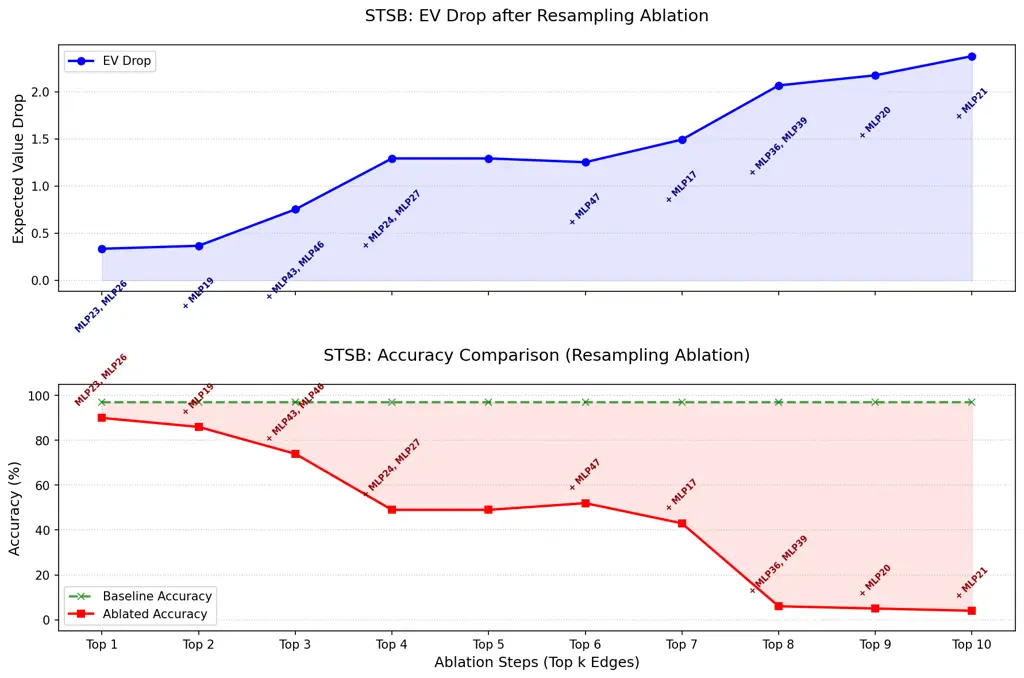 STSB: EV Drop after Resampling Ablation
EV Drop
Expected Value Drop
2.0
1.5
1.0
0.5
0.0
MLP23, MLP26
+ MLP19
+ MLP43, MLP46
+ MLP24, MLP27
+ MLP47
+ MLP17
+ MLP36, MLP39
+ MLP20
+ MLP21
STSB: Accuracy Comparison (Resampling Ablation)
Accuracy (%)
100
80
60
40
20
0
MLP23, MLP26
+ MLP19
+ MLP43, MLP46
+ MLP24, MLP27
+ MLP47
+ MLP17
+ MLP36, MLP39
+ MLP20
+ MLP21
Baseline Accuracy
Ablated Accuracy
Top 1 Top 2 Top 3 Top 4 Top 5 Top 6 Top 7 Top 8 Top 9 Top 10
Ablation Steps (Top k Edges)